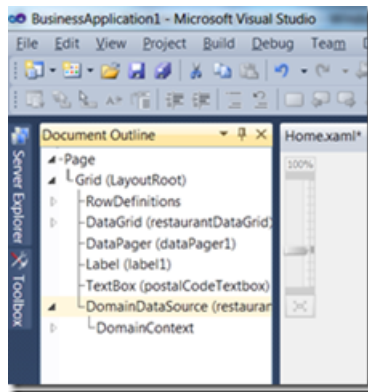 BusinessApplication1 - Microsoft Visual Studio
File Edit View Project Build Debug Team
Document Outline
Home.xaml*
Page
Grid (LayoutRoot)
RowDefinitions
DataGrid (restaurantDataGrid)
DataPager (dataPager1)
Label (label1)
TextBox (postalCodeTextbox)
DomainDataSource (restauran
DomainContext
Server Explorer
Toolbox
100%